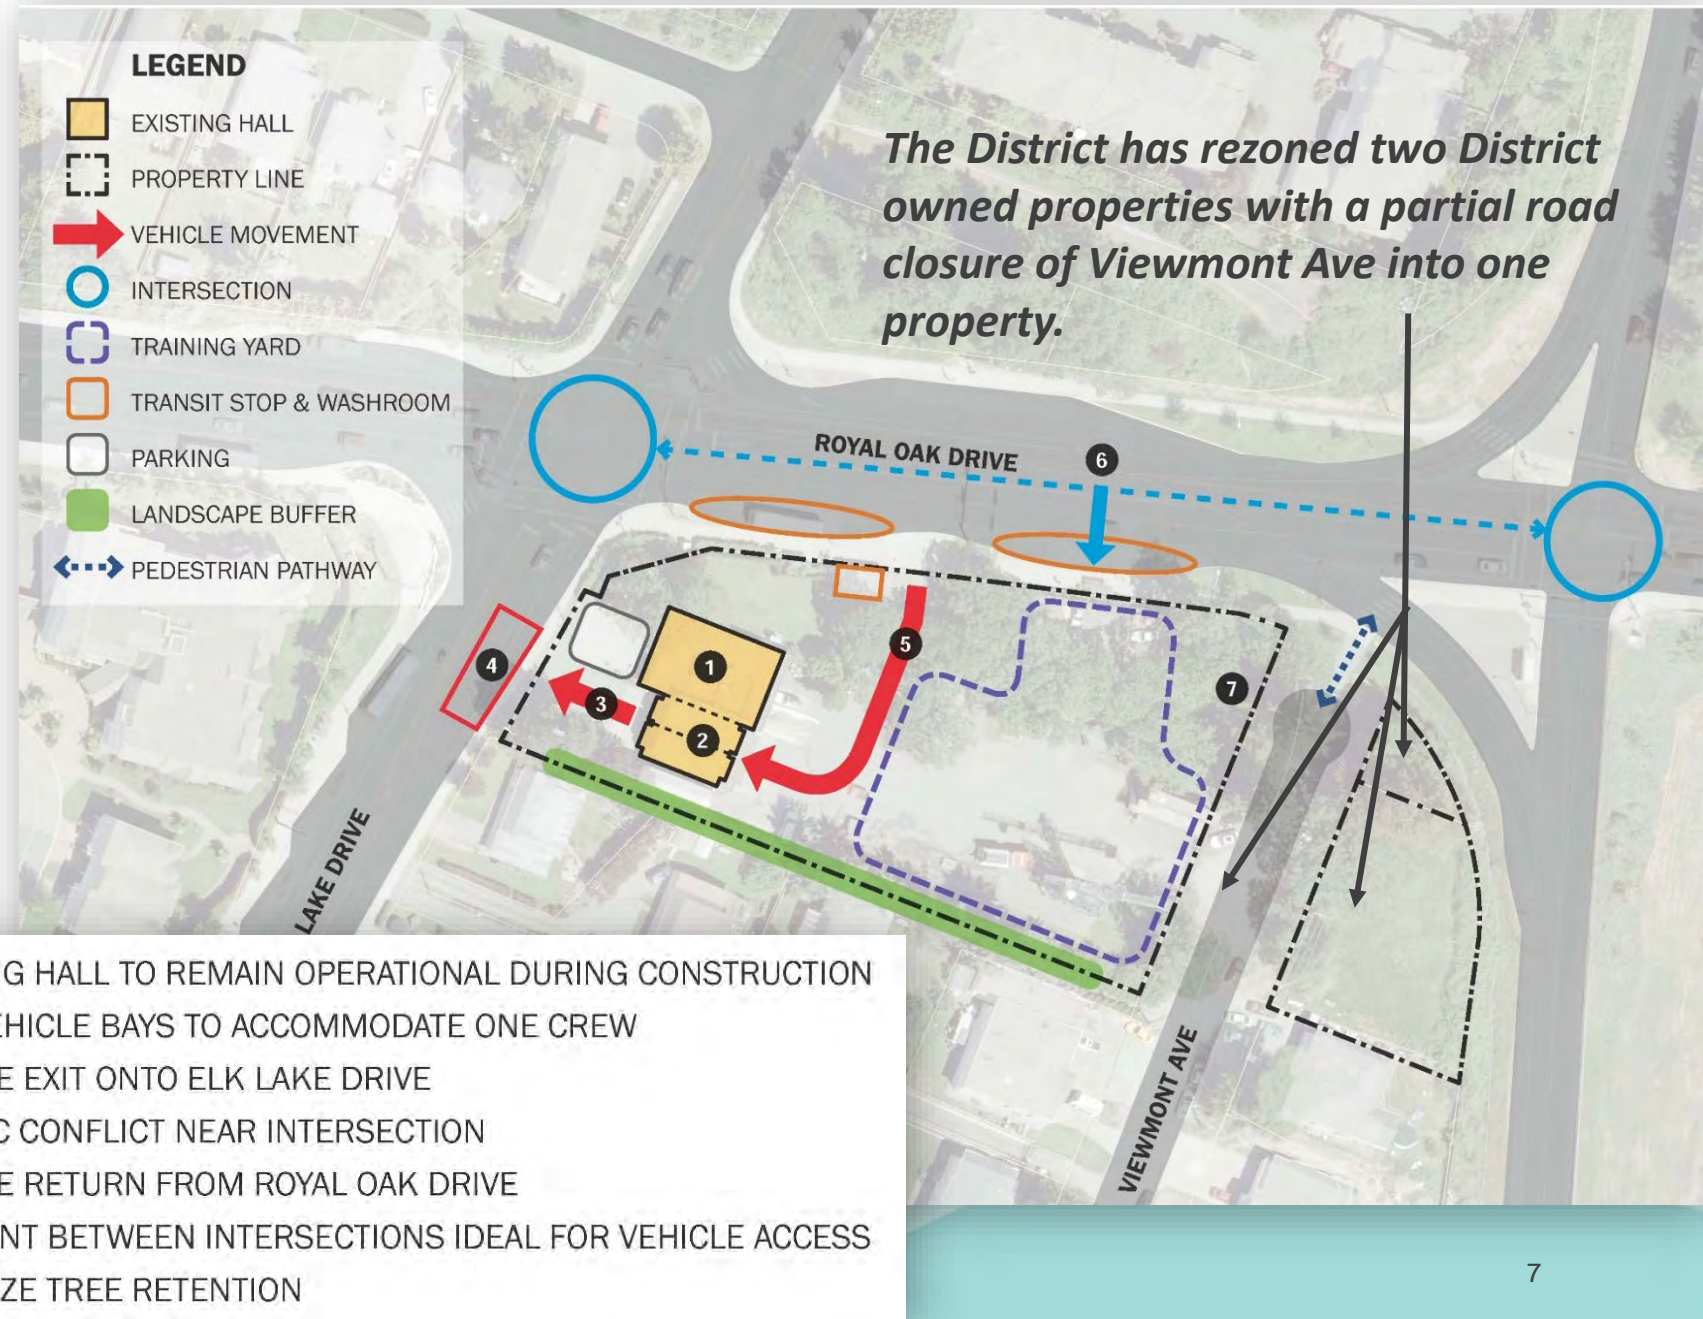 LEGEND
EXISTING HALL
PROPERTY LINE
VEHICLE MOVEMENT
INTERSECTION
TRAINING YARD
TRANSIT STOP & WASHROOM
PARKING
LANDSCAPE BUFFER
PEDESTRIAN PATHWAY
The District has rezoned two District
owned properties with a partial road
closure of Viewmont Ave into one
property.
ROYAL OAK DRIVE
6
5
4
1
3
2
7
LAKE DRIVE
VIEWMONT AVE
G HALL TO REMAIN OPERATIONAL DURING CONSTRUCTION
EHICLE BAYS TO ACCOMMODATE ONE CREW
E EXIT ONTO ELK LAKE DRIVE
C CONFLICT NEAR INTERSECTION
E RETURN FROM ROYAL OAK DRIVE
NT BETWEEN INTERSECTIONS IDEAL FOR VEHICLE ACCESS
ZE TREE RETENTION
7